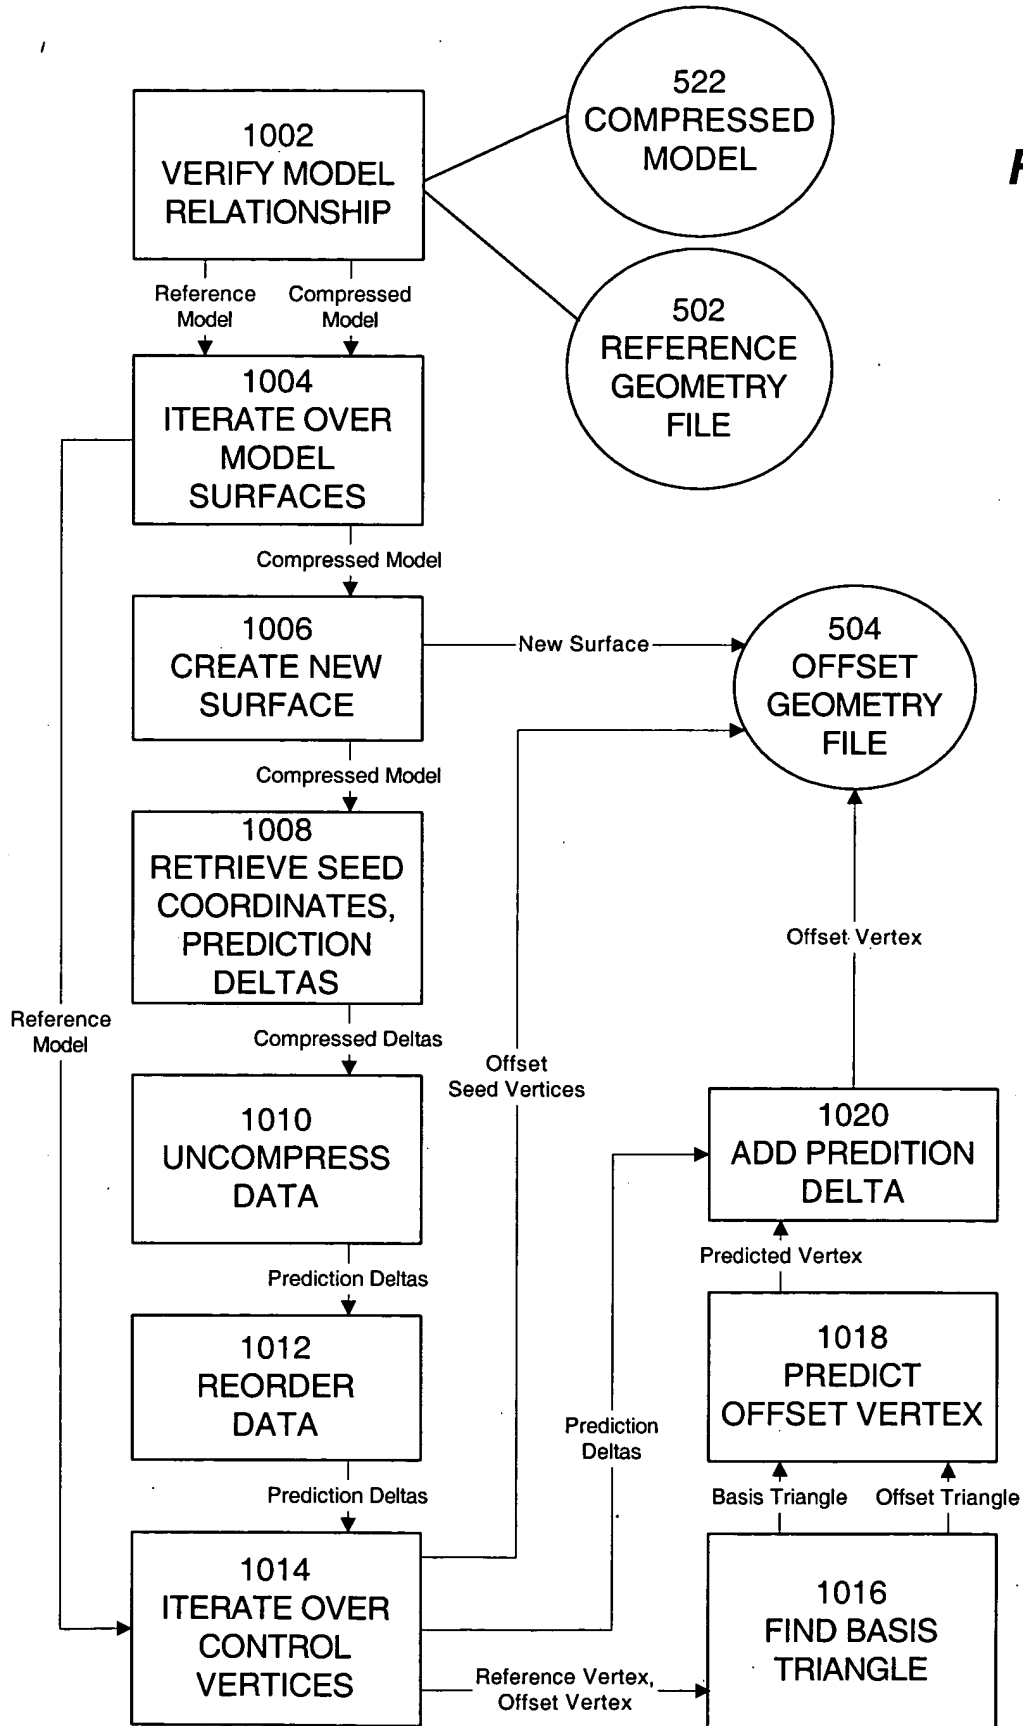 522
COMPRESSED
MODEL
1002
VERIFY MODEL
RELATIONSHIP
Reference
Model
Compressed
Model
502
REFERENCE
GEOMETRY
FILE
1004
ITERATE OVER
MODEL
SURFACES
Compressed Model
1006
CREATE NEW
SURFACE
New Surface
504
OFFSET
GEOMETRY
FILE
Compressed Model
1008
RETRIEVE SEED
COORDINATES,
PREDICTION
DELTAS
Offset Vertex
Reference
Model
Compressed Deltas
Offset
Seed Vertices
1010
UNCOMPRESS
DATA
1020
ADD PREDITION
DELTA
Prediction Deltas
Predicted Vertex
1012
REORDER
DATA
1018
PREDICT
OFFSET VERTEX
Prediction
Deltas
Prediction Deltas
Basis Triangle
Offset Triangle
1014
ITERATE OVER
CONTROL
VERTICES
Reference Vertex,
Offset Vertex
1016
FIND BASIS
TRIANGLE